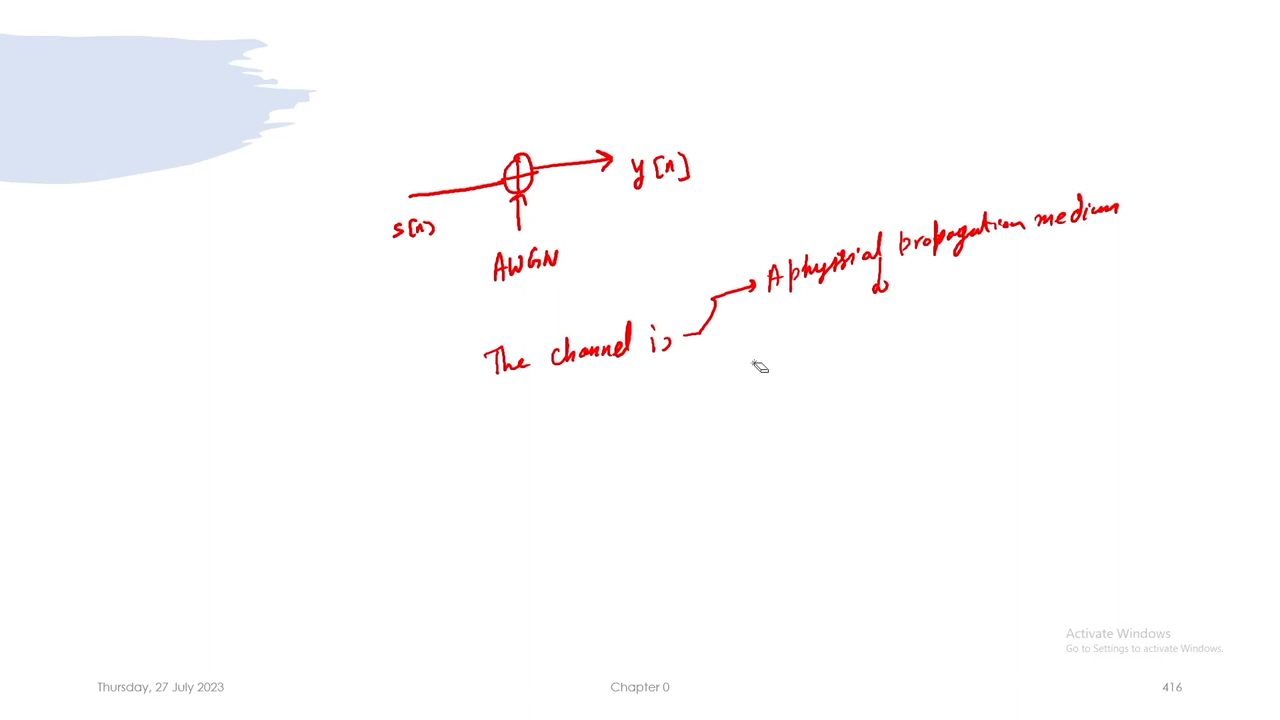 y[n]
s[n]
AWGN
A physical propagation medium
The channel is
Activate Windows
Go to Settings to activate Windows.
Thursday, 27 July 2023
Chapter 0
416